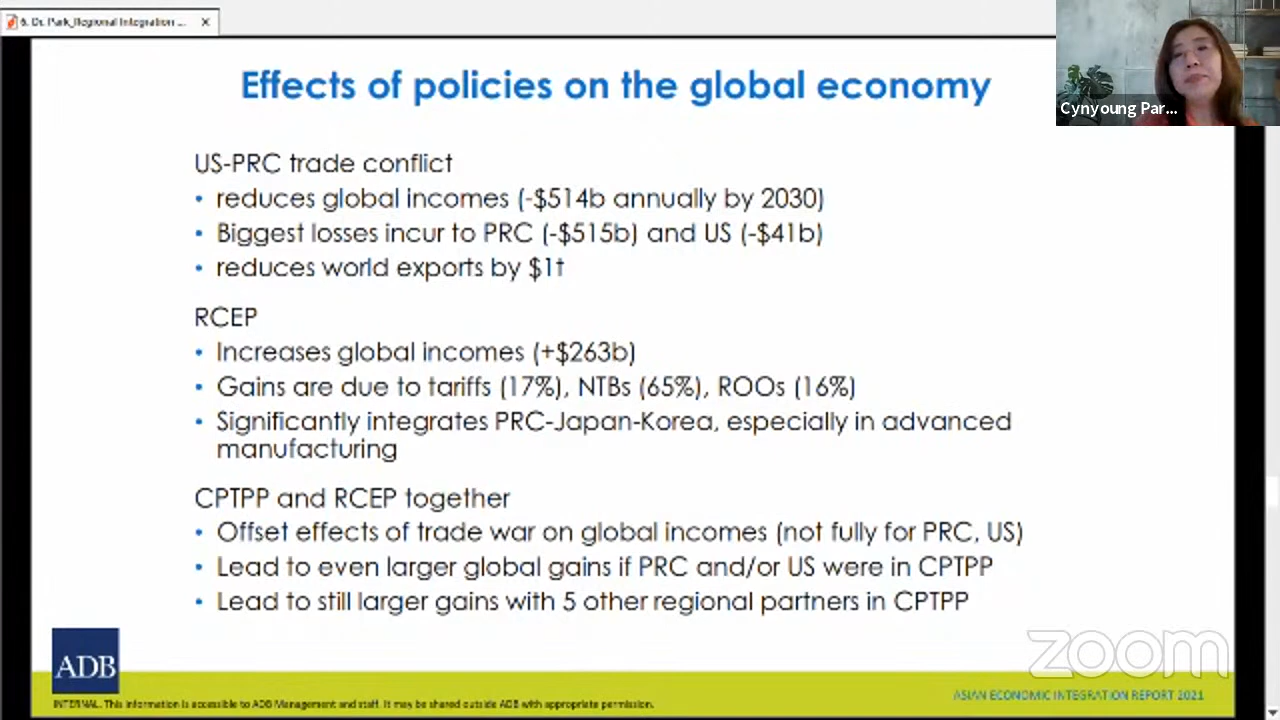 6. Dr. Park_Regional Integration ...
Effects of policies on the global economy
Cynyoung Par...
US-PRC trade conflict
• reduces global incomes (-$514b annually by 2030)
• Biggest losses incur to PRC (-$515b) and US (-$41b)
• reduces world exports by $1t
RCEP
• Increases global incomes (+$263b)
• Gains are due to tariffs (17%), NTBs (65%), ROOs (16%)
• Significantly integrates PRC-Japan-Korea, especially in advanced
manufacturing
CPTPP and RCEP together
• Offset effects of trade war on global incomes (not fully for PRC, US)
• Lead to even larger global gains if PRC and/or US were in CPTPP
• Lead to still larger gains with 5 other regional partners in CPTPP
zoom
ADB
ASIAN ECONOMIC INTEGRATION REPORT 2021
INTERNAL. This information is accessible to ADB Management and staff. It may be shared outside ADB with appropriate permission.